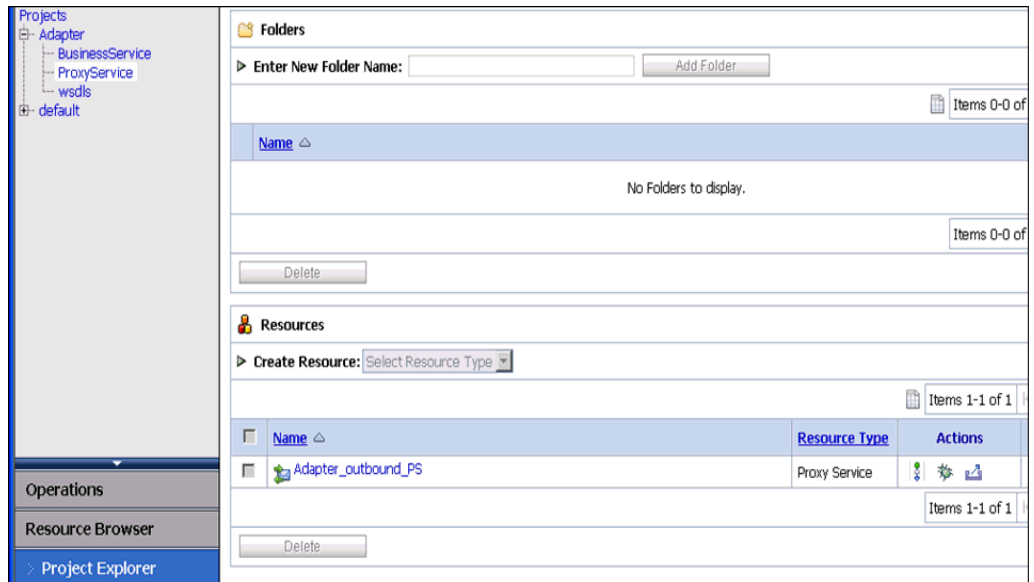 Projects
Adapter
BusinessService
ProxyService
wsdls
default
Operations
Resource Browser
Project Explorer
Folders
Enter New Folder Name: Add Folder
Items 0-0 of
Name
No Folders to display.
Items 0-0 of
Delete
Resources
Create Resource: Select Resource Type
Items 1-1 of 1
Name Resource Type Actions
Adapter_outbound_PS Proxy Service
Items 1-1 of 1
Delete